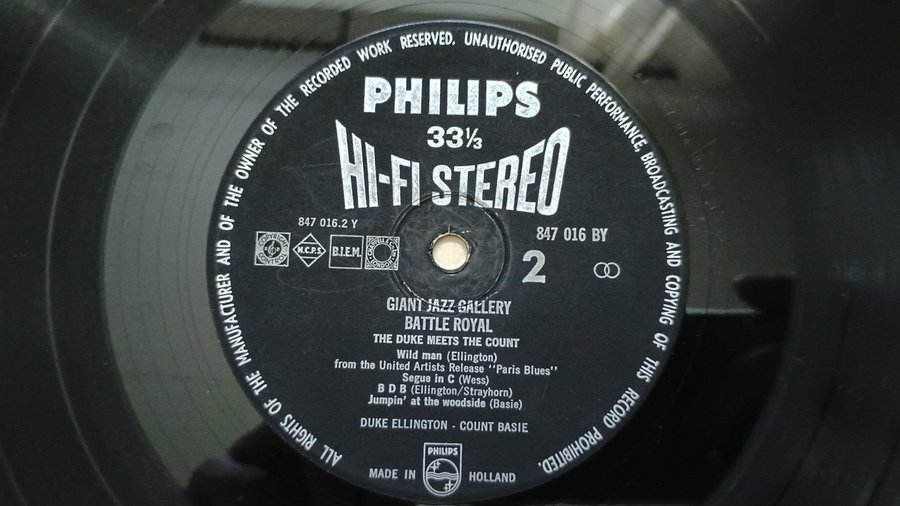 ALL RIGHTS OF THE MANUFACTURER AND OF THE OWNER OF THE RECORDED WORK RESERVED. UNAUTHORISED PUBLIC PERFORMANCE, BROADCASTING AND COPYING OF THIS RECORD PROHIBITED.
PHILIPS
33⅓
HI-FI STEREO
847 016.2 Y
847 016 BY
COPYRIGHT CONTROL
M.C.P.S.
B.I.E.M.
2
GIANT JAZZ GALLERY
BATTLE ROYAL
THE DUKE MEETS THE COUNT
Wild man (Ellington)
from the United Artists Release "Paris Blues"
Segue in C (Wess)
B D B (Ellington/Strayhorn)
Jumpin' at the woodside (Basie)
DUKE ELLINGTON - COUNT BASIE
PHILIPS
MADE IN HOLLAND